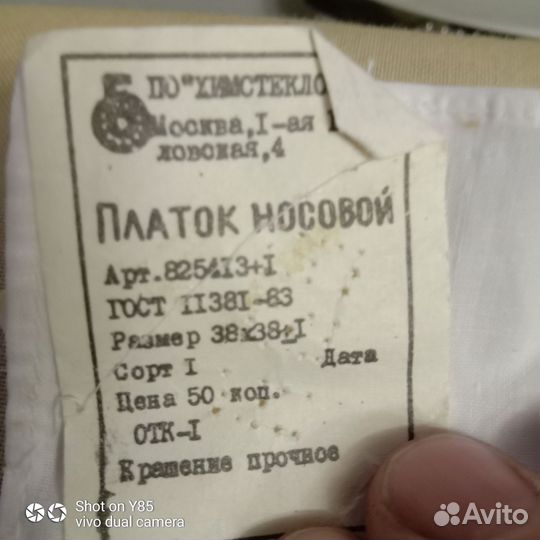 ПО "ХИМСТЕКЛО
Москва, I-ая
ловская, 4
ПЛАТОК НОСОВОЙ
Арт.825413+I
ГОСТ II38I-83
Размер 38х38±I
Сорт I Дата
Цена 50 коп.
ОТК-I
Крашение прочное
Shot on Y85
vivo dual camera
Avito